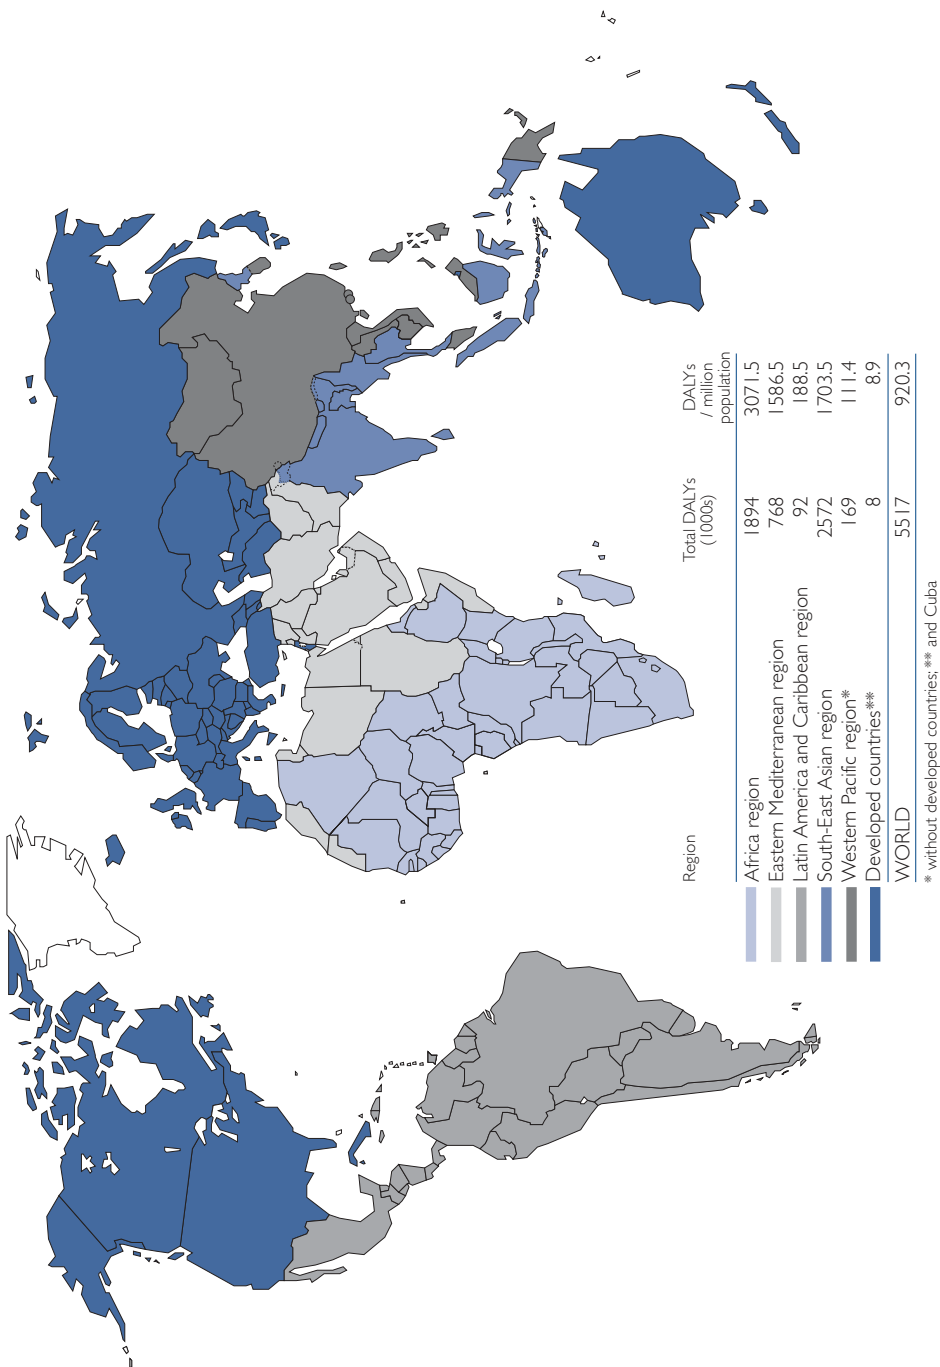 Region Total DALYs (1000s) DALYs / million population
Africa region 1894 3071.5
Eastern Mediterranean region 768 1586.5
Latin America and Caribbean region 92 188.5
South-East Asian region 2572 1703.5
Western Pacific region* 169 111.4
Developed countries** 8 8.9
WORLD 5517 920.3
* without developed countries; ** and Cuba